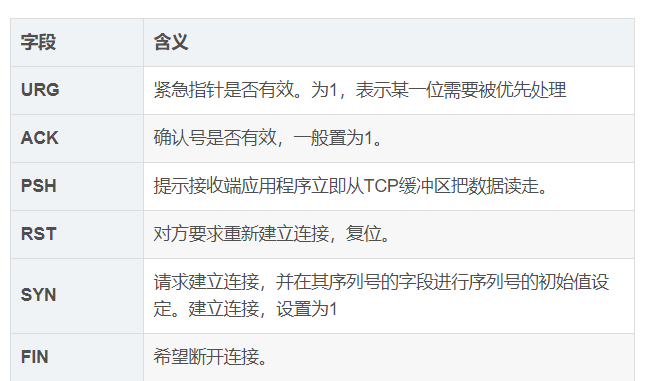 字段 含义
URG 紧急指针是否有效。为1，表示某一位需要被优先处理
ACK 确认号是否有效，一般置为1。
PSH 提示接收端应用程序立即从TCP缓冲区把数据读走。
RST 对方要求重新建立连接，复位。
SYN 请求建立连接，并在其序列号的字段进行序列号的初始值设
定。建立连接，设置为1
FIN 希望断开连接。